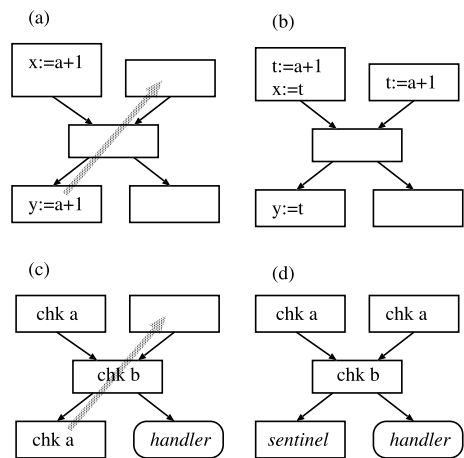 (a)
(b)
x:=a+1
t:=a+1
x:=t
t:=a+1
y:=a+1
y:=t
(c)
(d)
chk a
chk a
chk a
chk b
chk b
chk a
handler
sentinel
handler